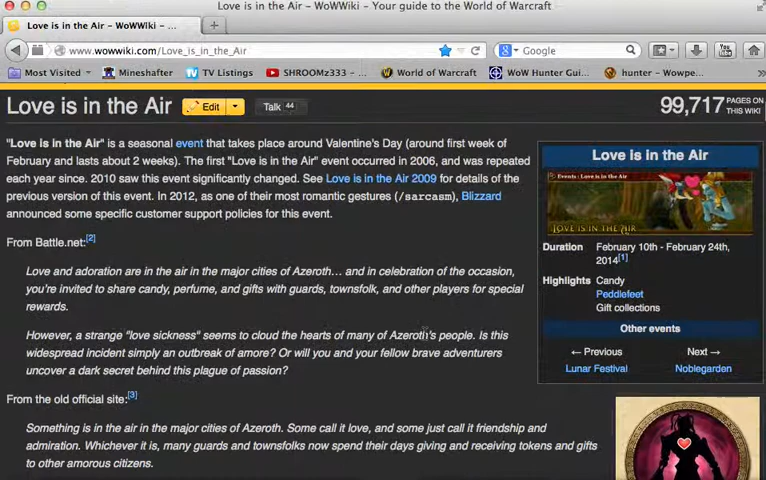 Love is in the Air – WoWWiki – Your guide to the World of Warcraft
Love is in the Air – WoWWiki – ...
www.wowwiki.com/Love_is_in_the_Air
Google
Most Visited
Mineshafter
TV Listings
SHROOMz333 – ...
World of Warcraft
WoW Hunter Gui...
hunter – Wowpe...
Love is in the Air
Edit
Talk 44
99,717 PAGES ON THIS WIKI
"Love is in the Air" is a seasonal event that takes place around Valentine's Day (around first week of
February and lasts about 2 weeks). The first "Love is in the Air" event occurred in 2006, and was repeated
each year since. 2010 saw this event significantly changed. See Love is in the Air 2009 for details of the
previous version of this event. In 2012, as one of their most romantic gestures (/sarcasm), Blizzard
announced some specific customer support policies for this event.
From Battle.net:[2]
Love and adoration are in the air in the major cities of Azeroth... and in celebration of the occasion,
you're invited to share candy, perfume, and gifts with guards, townsfolk, and other players for special
rewards.
However, a strange "love sickness" seems to cloud the hearts of many of Azeroth's people. Is this
widespread incident simply an outbreak of amore? Or will you and your fellow brave adventurers
uncover a dark secret behind this plague of passion?
From the old official site:[3]
Something is in the air in the major cities of Azeroth. Some call it love, and some just call it friendship and
admiration. Whichever it is, many guards and townsfolks now spend their days giving and receiving tokens and gifts
to other amorous citizens.
Love is in the Air
Events : Love is in the Air
LOVE IS IN THE AIR
Duration
February 10th - February 24th,
2014[1]
Highlights
Candy
Peddlefeet
Gift collections
Other events
← Previous
Next →
Lunar Festival
Noblegarden